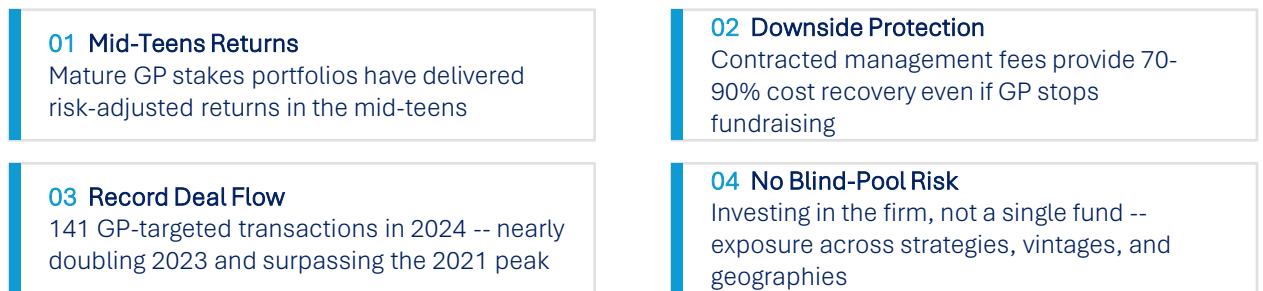 01 Mid-Teens Returns
Mature GP stakes portfolios have delivered
risk-adjusted returns in the mid-teens
02 Downside Protection
Contracted management fees provide 70-
90% cost recovery even if GP stops
fundraising
03 Record Deal Flow
141 GP-targeted transactions in 2024 -- nearly
doubling 2023 and surpassing the 2021 peak
04 No Blind-Pool Risk
Investing in the firm, not a single fund --
exposure across strategies, vintages, and
geographies